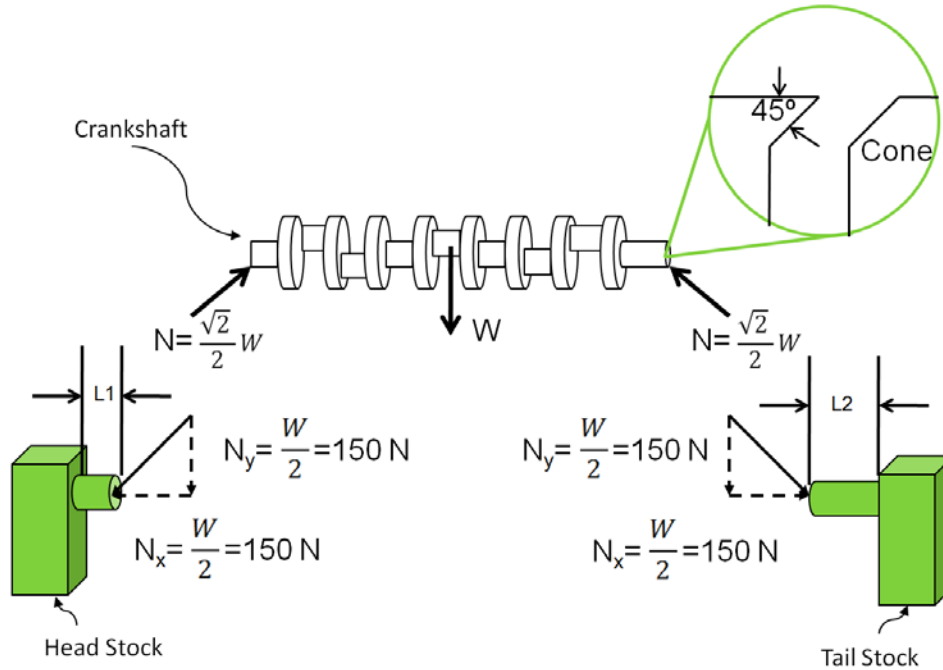 45º
Crankshaft
Cone
W
N=√2/2 W
N=√2/2 W
L1
L2
Ny=W/2=150 N
Ny=W/2=150 N
Nx=W/2=150 N
Nx=W/2=150 N
Head Stock
Tail Stock